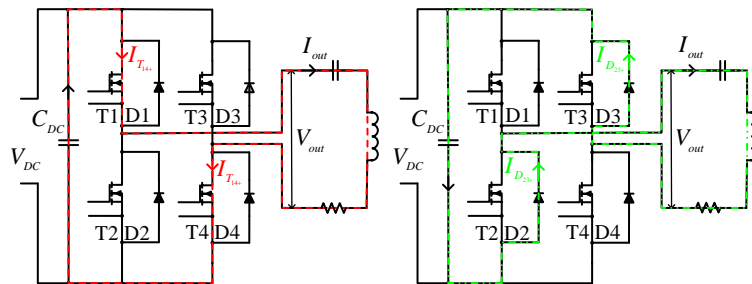 I_{T_{14+}}
I_{out}
T1
D1
T3
D3
C_{DC}
V_{DC}
V_{out}
I_{T_{14+}}
T2
D2
T4
D4
I_{D_{23+}}
I_{out}
T1
D1
T3
D3
C_{DC}
V_{DC}
V_{out}
I_{D_{23+}}
T2
D2
T4
D4